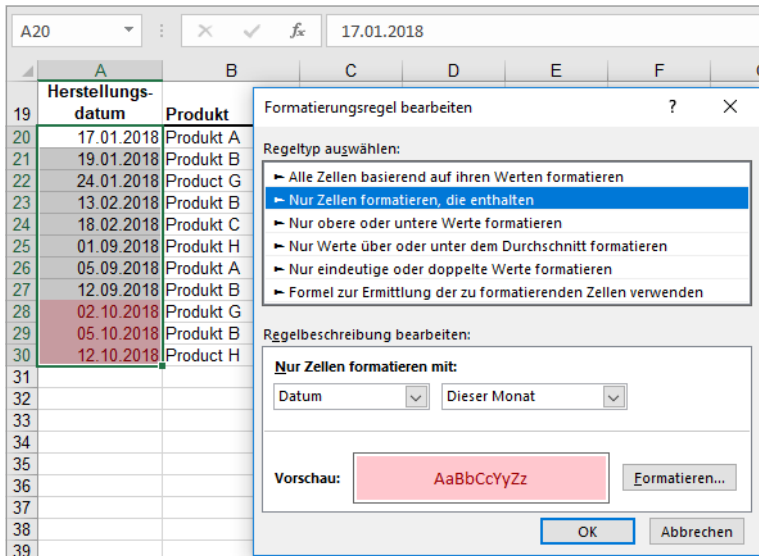 A20 fx 17.01.2018
A B C D E F
19 Herstellungs-
datum Produkt
20 17.01.2018 Produkt A
21 19.01.2018 Produkt B
22 24.01.2018 Product G
23 13.02.2018 Produkt B
24 18.02.2018 Produkt C
25 01.09.2018 Produkt H
26 05.09.2018 Produkt A
27 12.09.2018 Produkt B
28 02.10.2018 Produkt G
29 05.10.2018 Produkt B
30 12.10.2018 Product H
31
32
33
34
35
36
37
38
39
Formatierungsregel bearbeiten ?
Regeltyp auswählen:
► Alle Zellen basierend auf ihren Werten formatieren
► Nur Zellen formatieren, die enthalten
► Nur obere oder untere Werte formatieren
► Nur Werte über oder unter dem Durchschnitt formatieren
► Nur eindeutige oder doppelte Werte formatieren
► Formel zur Ermittlung der zu formatierenden Zellen verwenden
Regelbeschreibung bearbeiten:
Nur Zellen formatieren mit:
Datum Dieser Monat
Vorschau: AaBbCcYyZz Formatieren...
OK Abbrechen